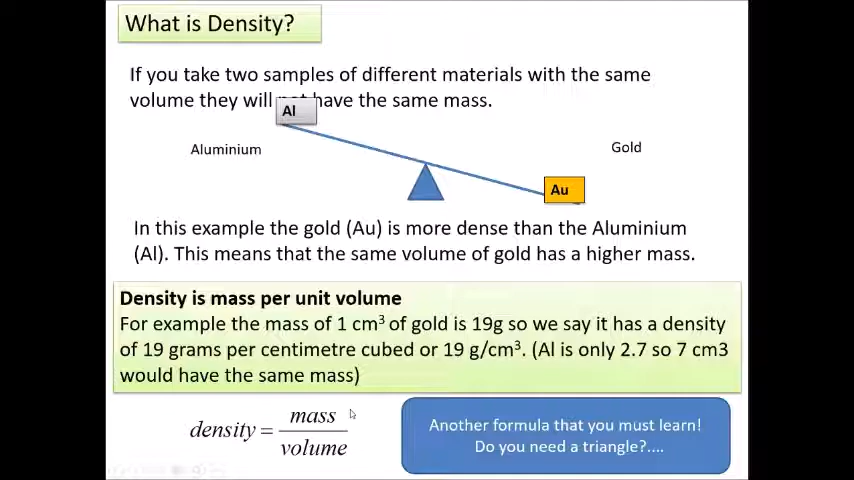 What is Density?
If you take two samples of different materials with the same
volume they will not have the same mass.
Al
Aluminium
Gold
Au
In this example the gold (Au) is more dense than the Aluminium
(Al). This means that the same volume of gold has a higher mass.
Density is mass per unit volume
For example the mass of 1 cm³ of gold is 19g so we say it has a density
of 19 grams per centimetre cubed or 19 g/cm³. (Al is only 2.7 so 7 cm3
would have the same mass)
density = mass / volume
Another formula that you must learn!
Do you need a triangle?....